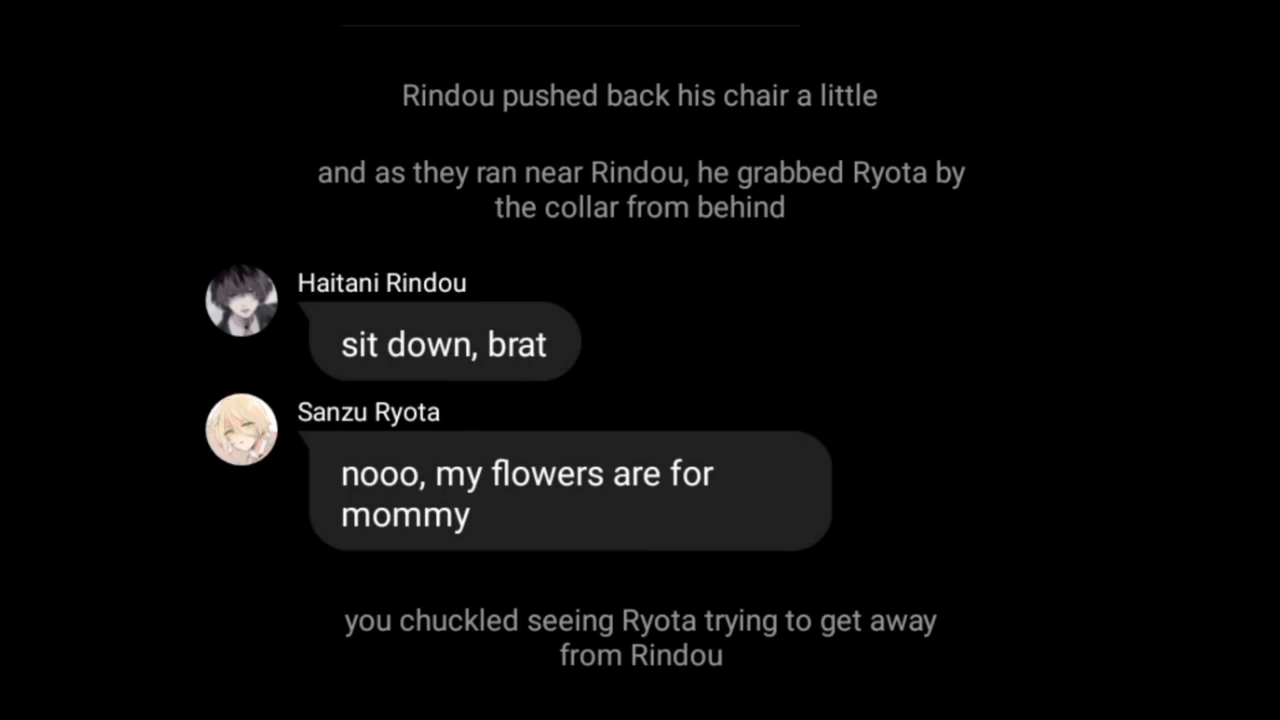 Rindou pushed back his chair a little
and as they ran near Rindou, he grabbed Ryota by
the collar from behind
Haitani Rindou
sit down, brat
Sanzu Ryota
nooo, my flowers are for
mommy
you chuckled seeing Ryota trying to get away
from Rindou